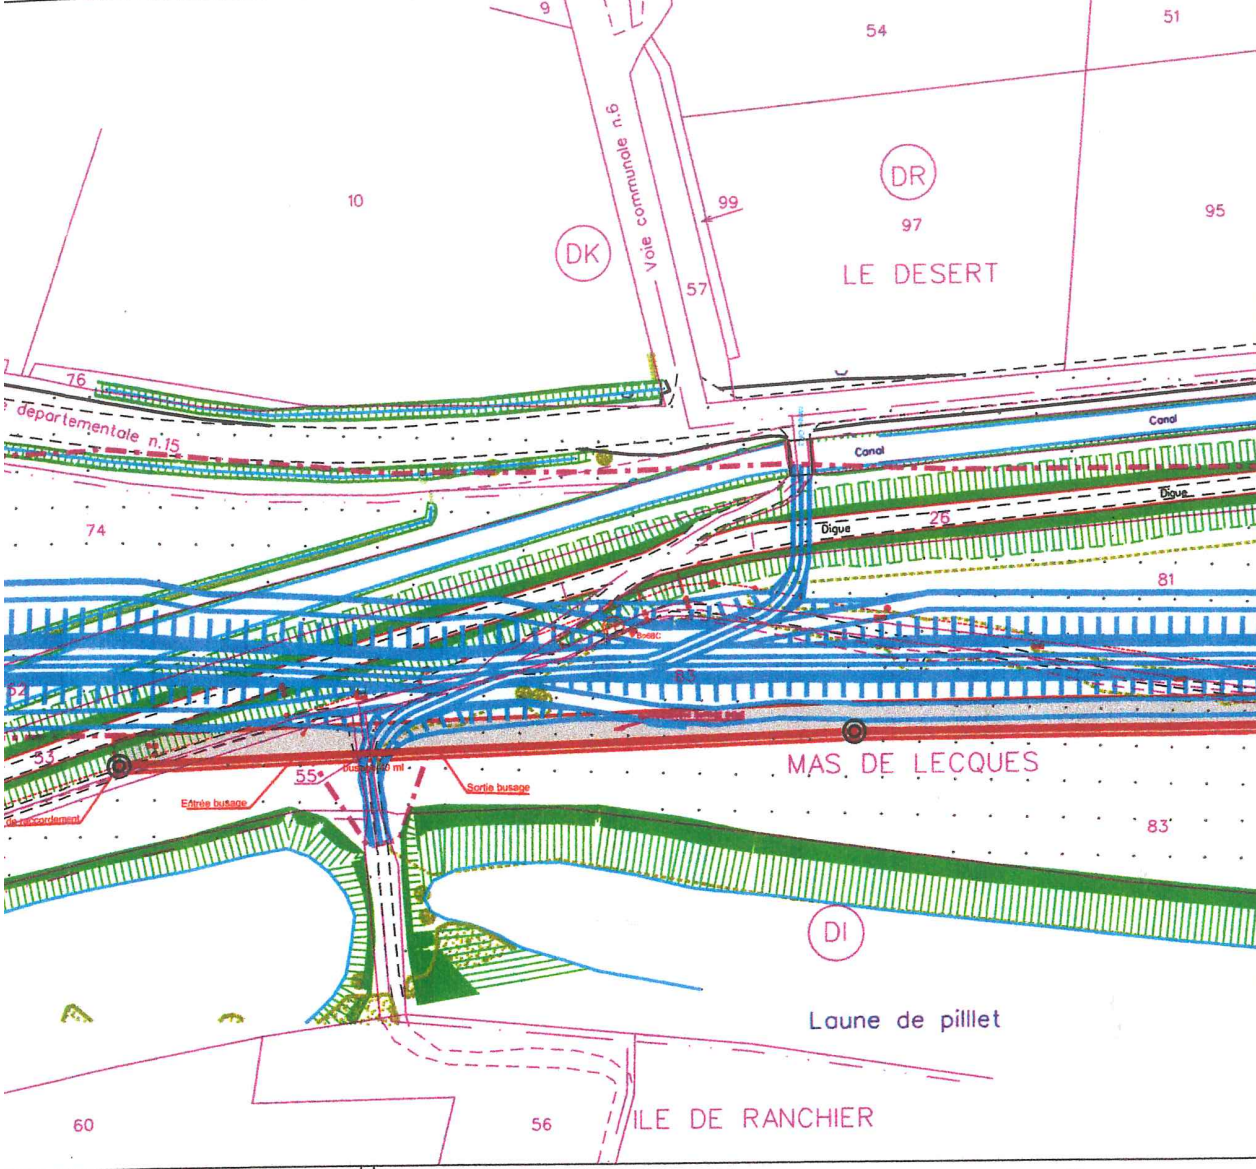 9
54
51
Voie communale n.6
DR
10
99
97
95
DK
LE DESERT
57
76
departementale n.15
Canal
Canal
Digue
26
Digue
74
81
83
53
55
MAS DE LECQUES
Entrée busage
Sortie busage
de raccordement
83
DI
Laune de pilllet
ILE DE RANCHIER
60
56